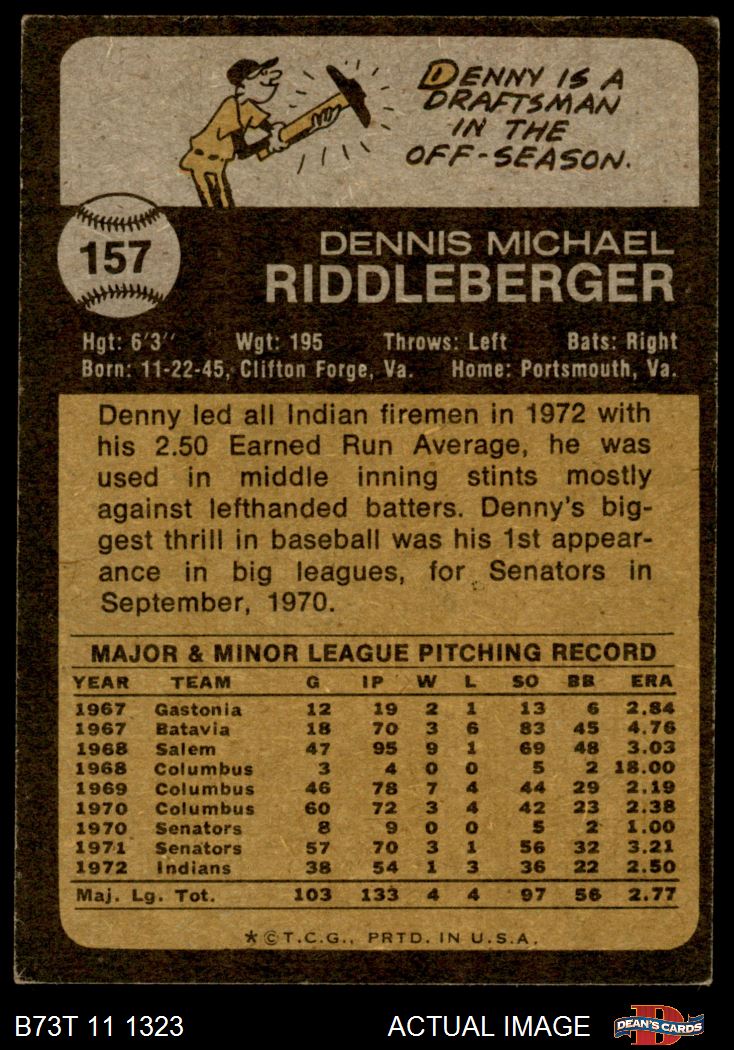 DENNY IS A
DRAFTSMAN
IN THE
OFF-SEASON.
157
DENNIS MICHAEL
RIDDLEBERGER
Hgt: 6'3" Wgt: 195 Throws: Left Bats: Right
Born: 11-22-45, Clifton Forge, Va. Home: Portsmouth, Va.
Denny led all Indian firemen in 1972 with
his 2.50 Earned Run Average, he was
used in middle inning stints mostly
against lefthanded batters. Denny's big-
gest thrill in baseball was his 1st appear-
ance in big leagues, for Senators in
September, 1970.
MAJOR & MINOR LEAGUE PITCHING RECORD
YEAR TEAM G IP W L SO BB ERA
1967 Gastonia 12 19 2 1 13 6 2.84
1967 Batavia 18 70 3 6 83 45 4.76
1968 Salem 47 95 9 1 69 48 3.03
1968 Columbus 3 4 0 0 5 2 18.00
1969 Columbus 46 78 7 4 44 29 2.19
1970 Columbus 60 72 3 4 42 23 2.38
1970 Senators 8 9 0 0 5 2 1.00
1971 Senators 57 70 3 1 56 32 3.21
1972 Indians 38 54 1 3 36 22 2.50
Maj. Lg. Tot. 103 133 4 4 97 56 2.77
*©T.C.G., PRTD. IN U.S.A.
B73T 11 1323 ACTUAL IMAGE
D
DEAN'S CARDS